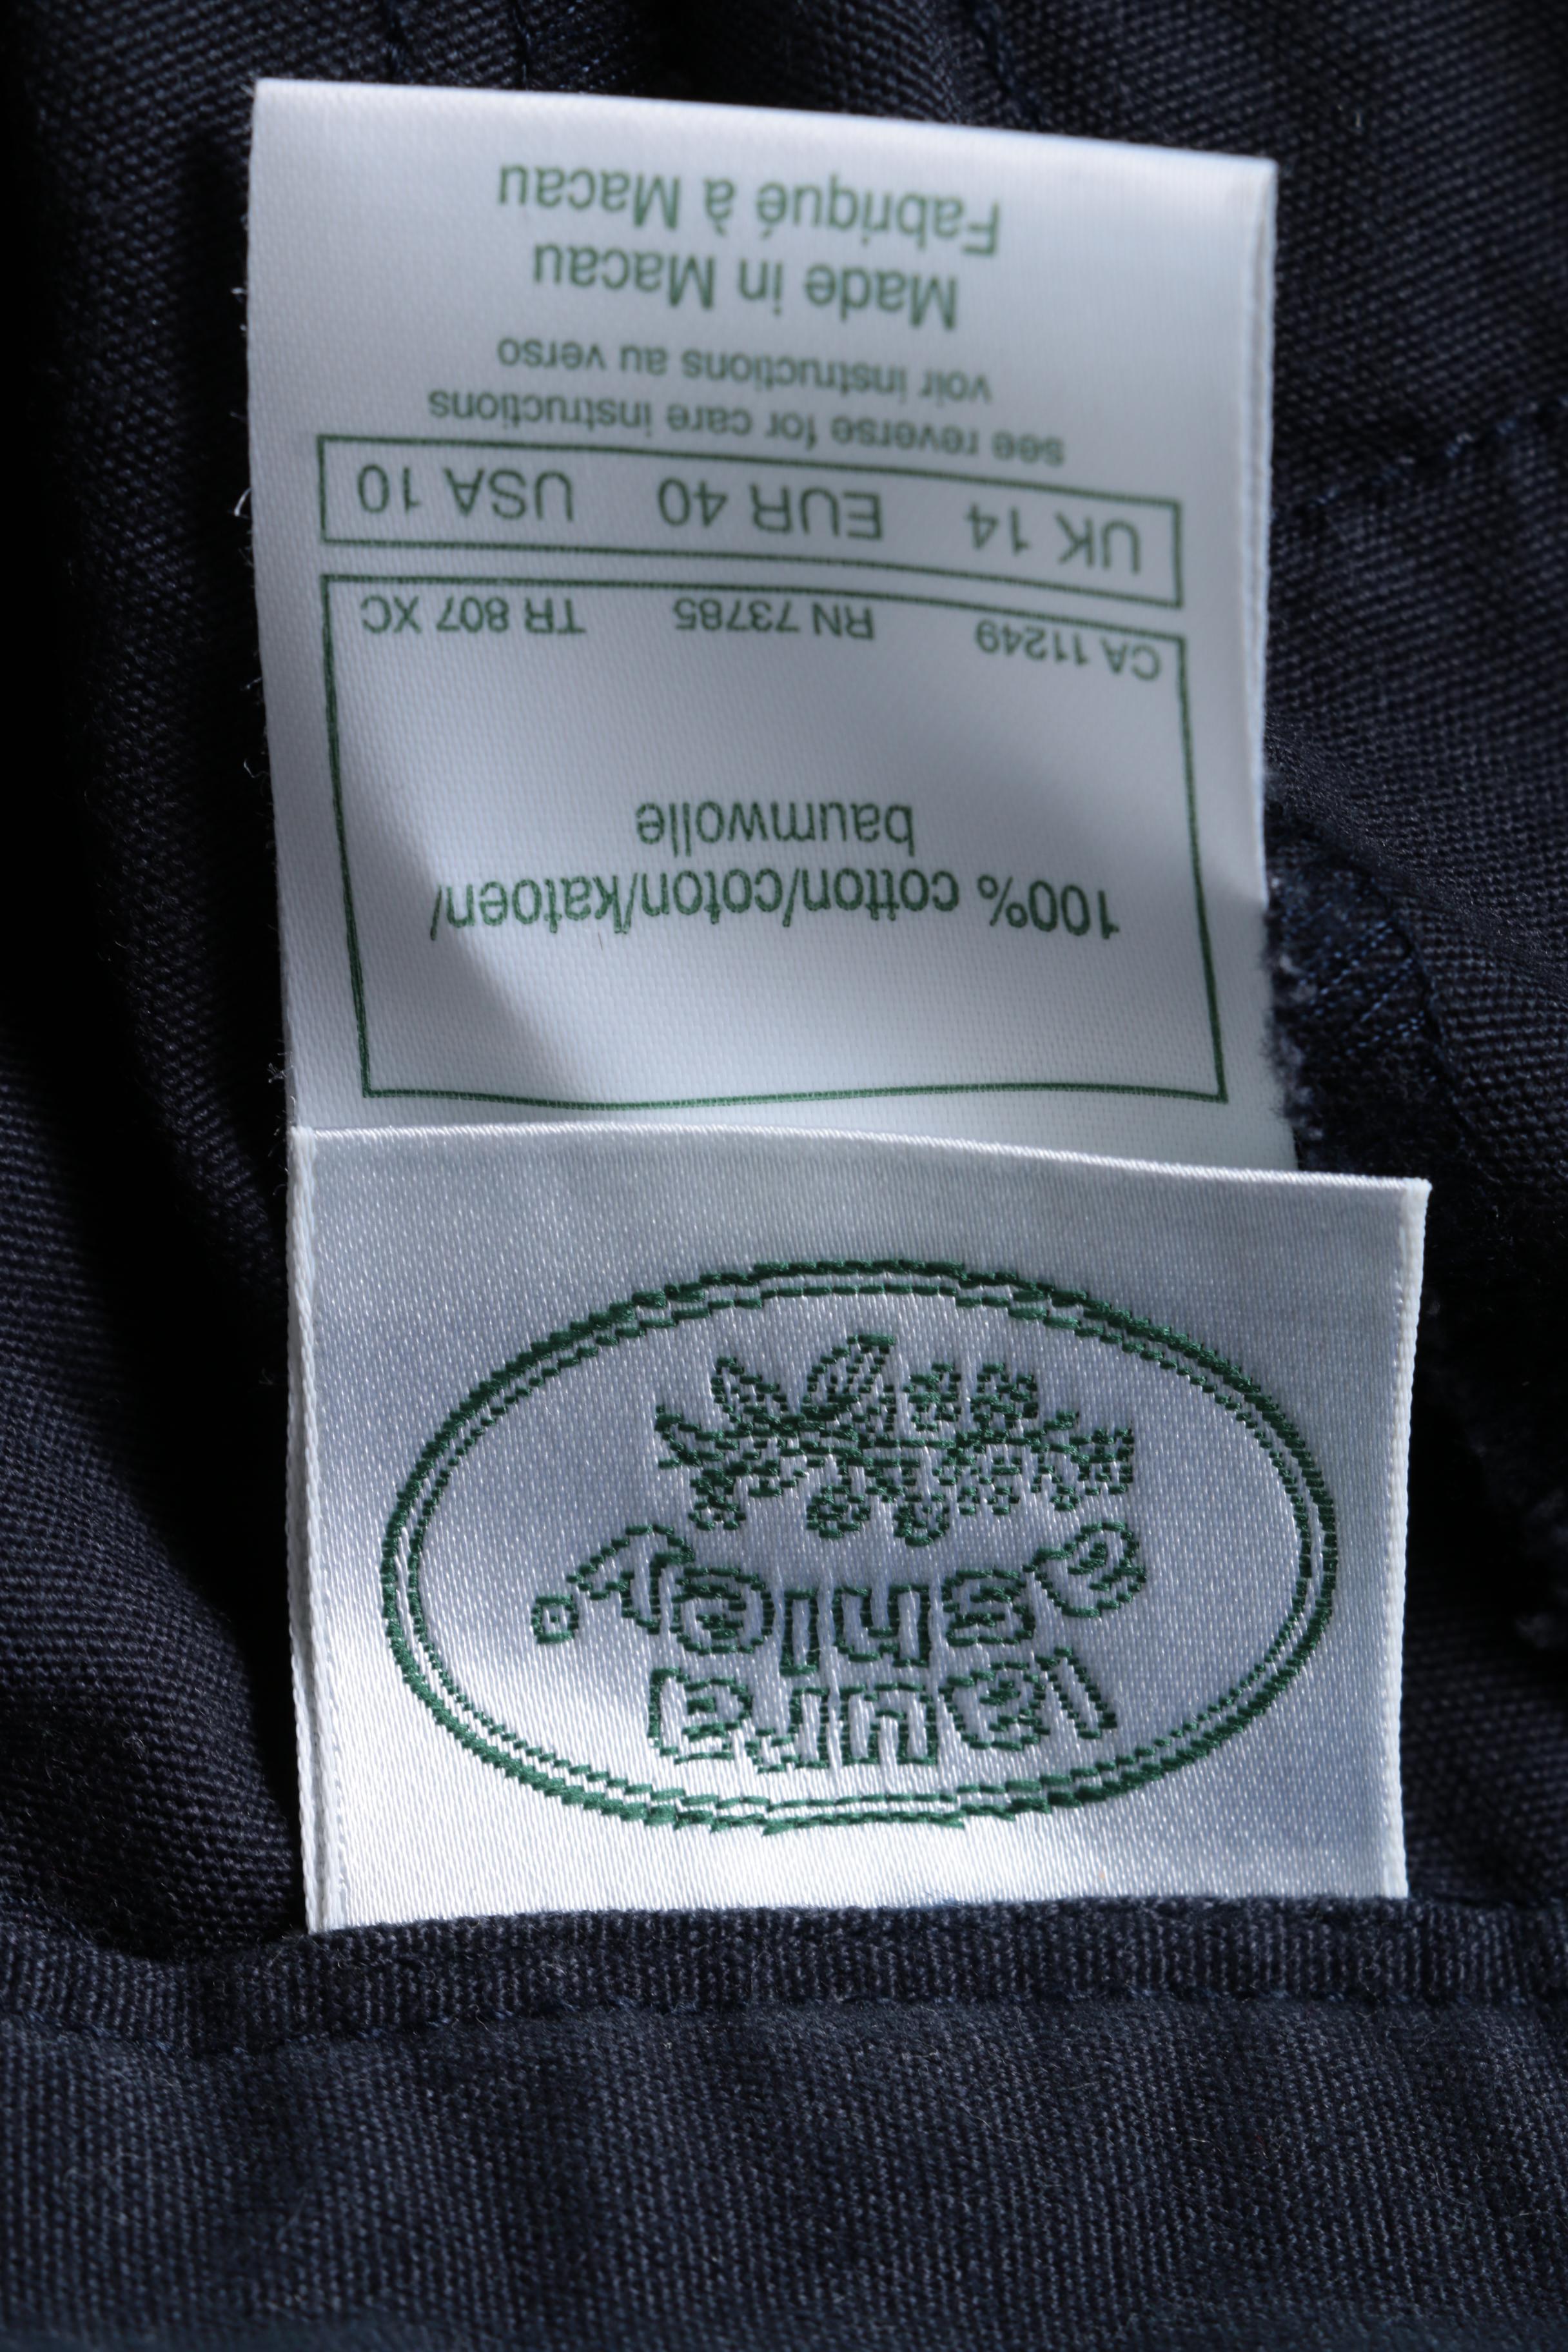 laura
ashley
100% cotton/coton/katoen/
baumwolle
CA 11249 RN 73785 TR 807 XC
UK 14 EUR 40 USA 10
see reverse for care instructions
voir instructions au verso
Made in Macau
Fabriqué à Macau